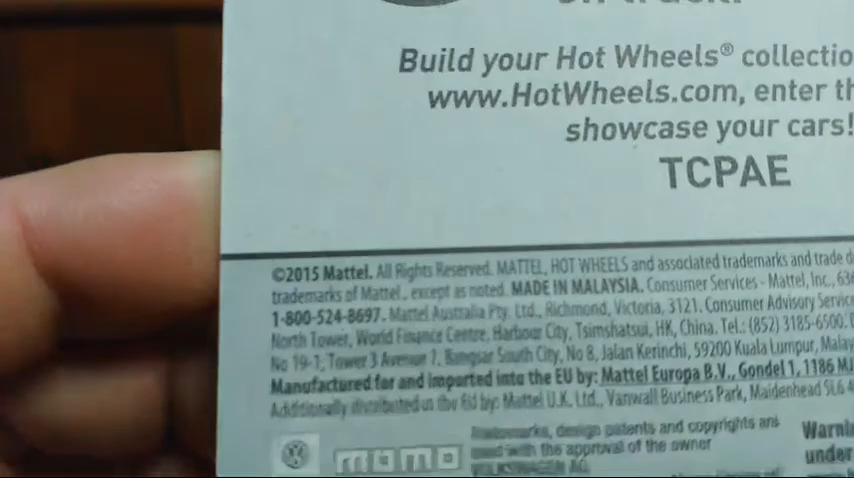 Build your Hot Wheels® collectio
www.HotWheels.com, enter th
showcase your cars!
TCPAE
©2015 Mattel. All Rights Reserved. MATTEL, HOT WHEELS and associated trademarks and trade d
trademarks of Mattel, except as noted. MADE IN MALAYSIA. Consumer Services - Mattel, Inc., 636
1-800-524-8697. Mattel Australia Pty. Ltd., Richmond, Victoria, 3121. Consumer Advisory Service
North Tower, World Finance Centre, Harbour City, Tsimshatsui, HK, China. Tel.: (852) 3185-6500.
No 19-1, Tower 3 Avenue 7, Bangsar South City, No 8, Jalan Kerinchi, 59200 Kuala Lumpur, Malay
Manufactured for and imported into the EU by: Mattel Europa B.V., Gondel 1, 1186 MJ
Additionally distributed in the EU by: Mattel U.K. Ltd., Vanwall Business Park, Maidenhead SL6 4
Trademarks, design patents and copyrights are
used with the approval of the owner
VOLKSWAGEN AG
momo
Warni
under